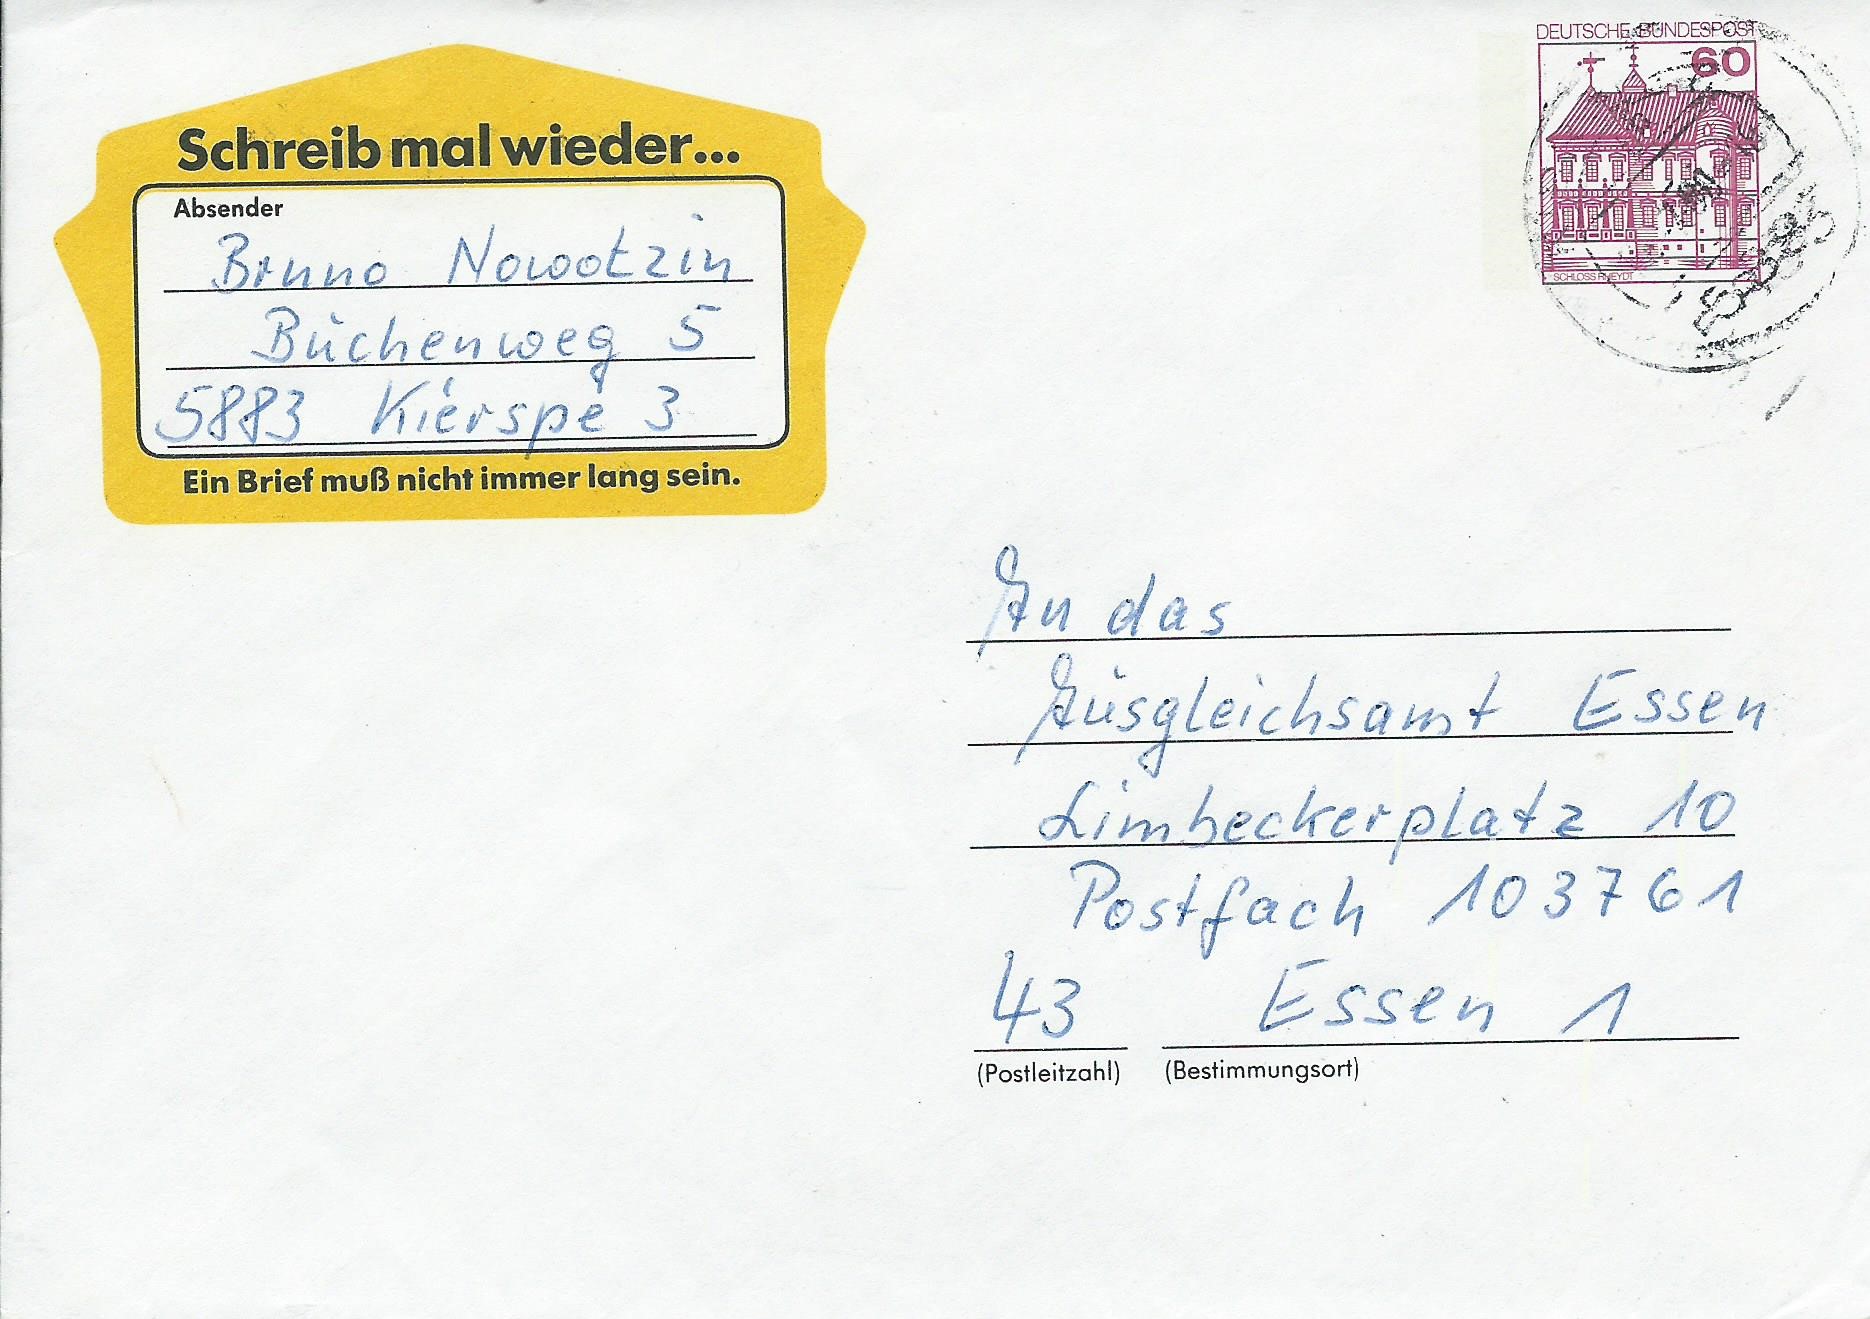 Schreib mal wieder...
Absender
Bruno Nowotzin
Buchenweg 5
5883 Kierspe 3
Ein Brief muß nicht immer lang sein.
DEUTSCHE BUNDESPOST
60
SCHLOSS RHEYDT
An das
Ausgleichsamt Essen
Limbeckerplatz 10
Postfach 103761
43 Essen 1
(Postleitzahl) (Bestimmungsort)